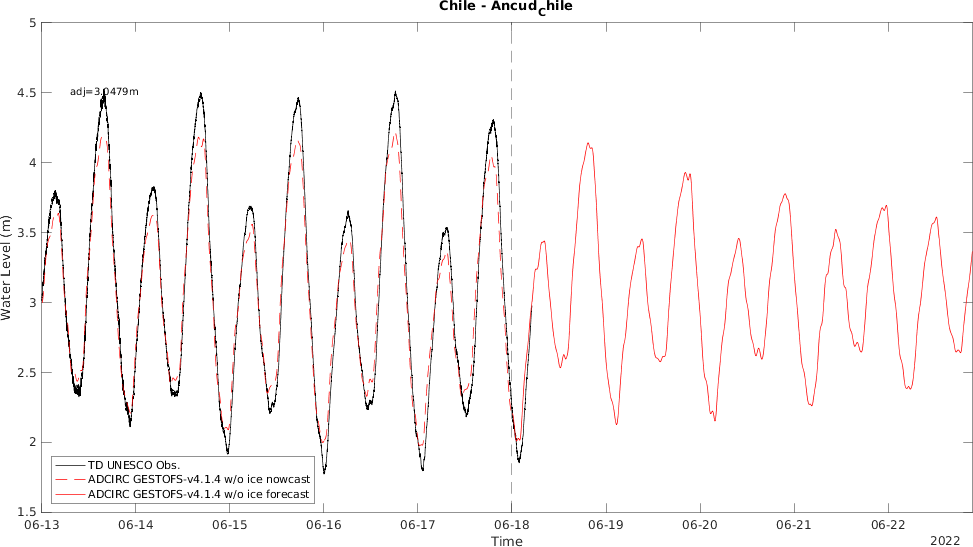 Chile - Ancud_Chile
5
4.5
adj=3.0479m
4
3.5
3
2.5
2
1.5
Water Level (m)
TD UNESCO Obs.
ADCIRC GESTOFS-v4.1.4 w/o ice nowcast
ADCIRC GESTOFS-v4.1.4 w/o ice forecast
06-13 06-14 06-15 06-16 06-17 06-18 06-19 06-20 06-21 06-22
Time
2022